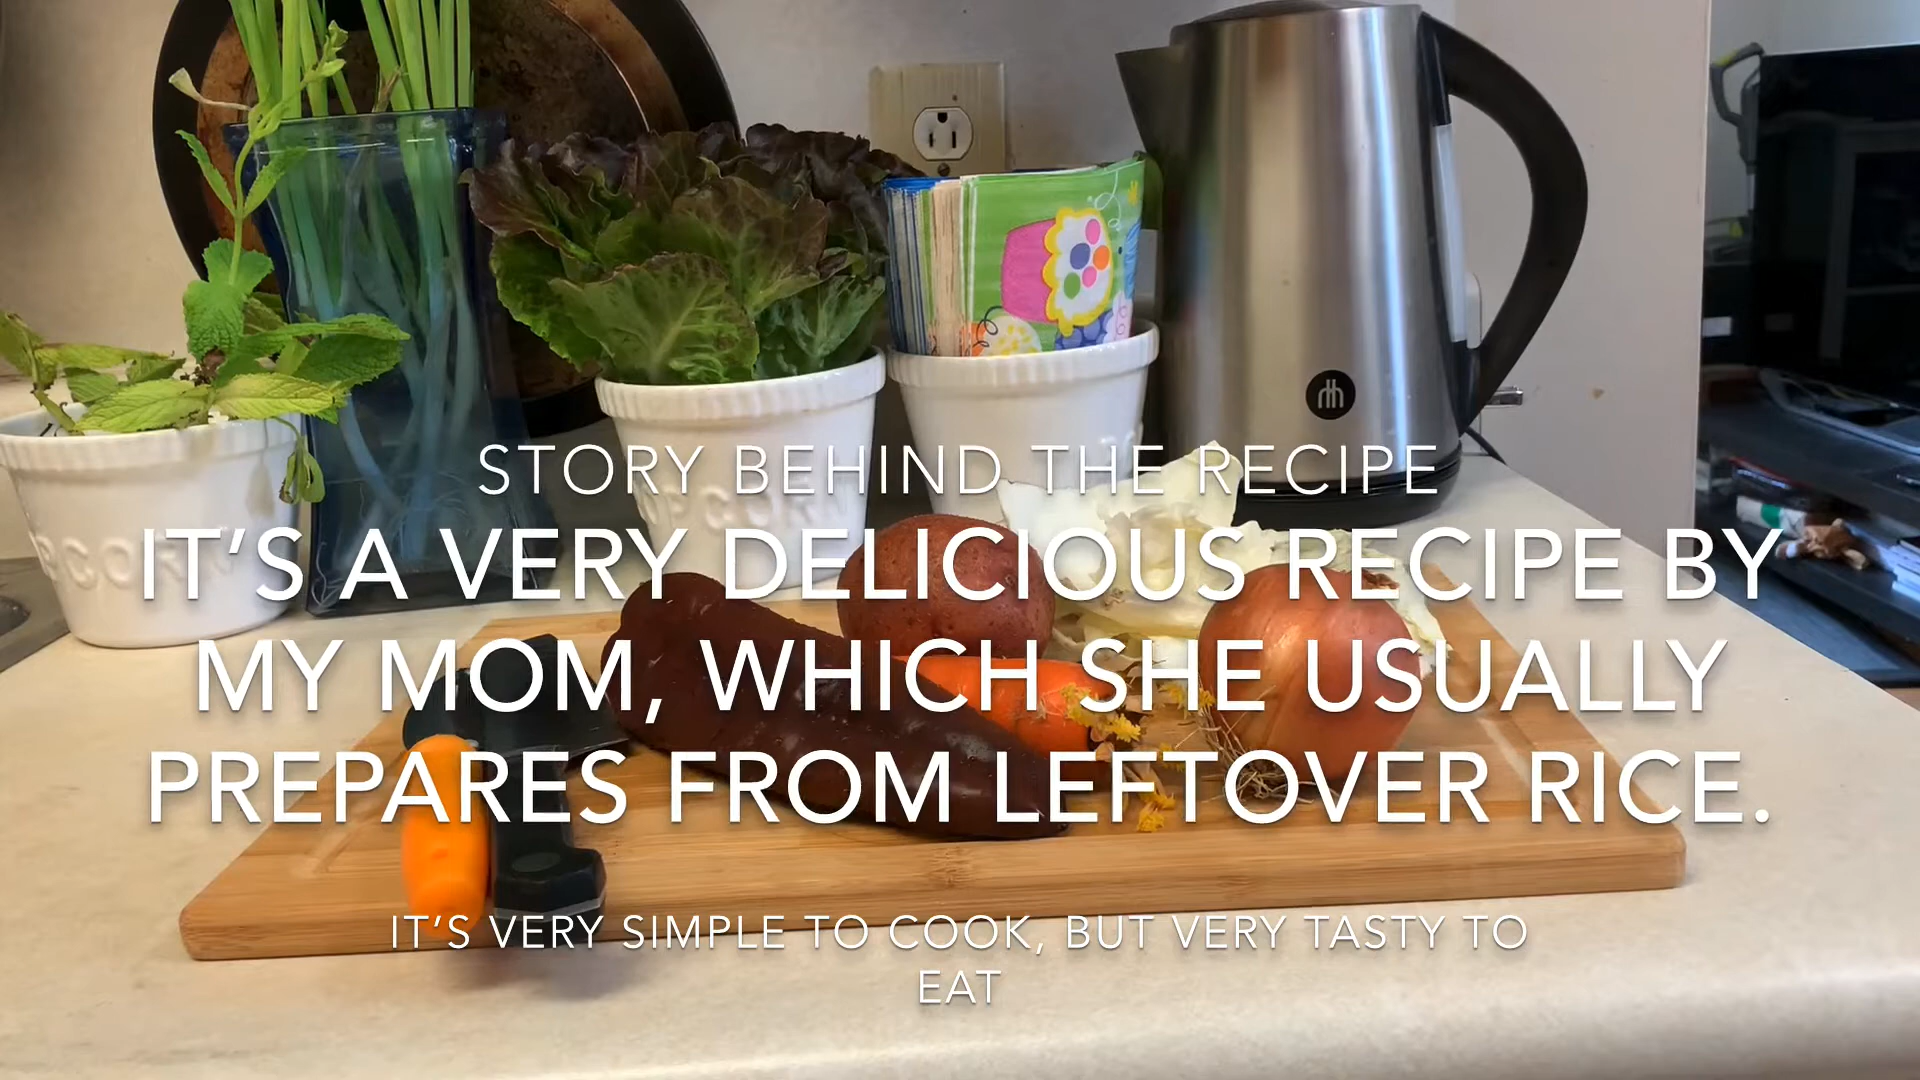 STORY BEHIND THE RECIPE
IT’S A VERY DELICIOUS RECIPE BY
MY MOM, WHICH SHE USUALLY
PREPARES FROM LEFTOVER RICE.
IT’S VERY SIMPLE TO COOK, BUT VERY TASTY TO
EAT